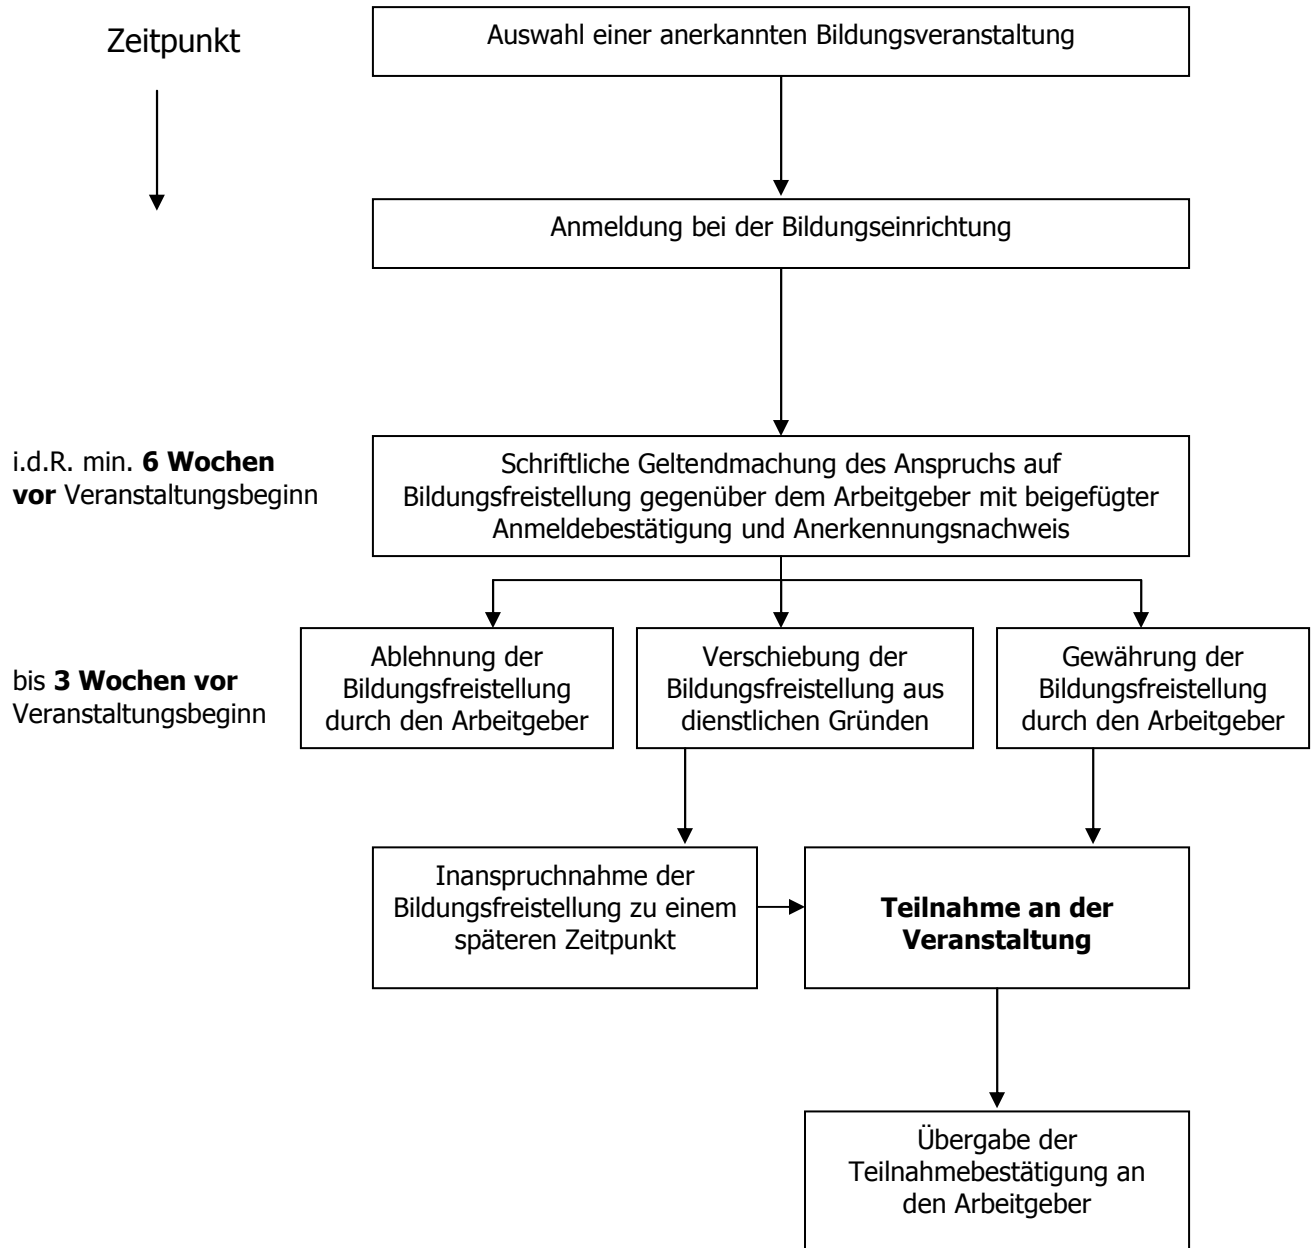 Zeitpunkt
Auswahl einer anerkannten Bildungsveranstaltung
Anmeldung bei der Bildungseinrichtung
i.d.R. min. 6 Wochen
vor Veranstaltungsbeginn
Schriftliche Geltendmachung des Anspruchs auf
Bildungsfreistellung gegenüber dem Arbeitgeber mit beigefügter
Anmeldebestätigung und Anerkennungsnachweis
bis 3 Wochen vor
Veranstaltungsbeginn
Ablehnung der
Bildungsfreistellung
durch den Arbeitgeber
Verschiebung der
Bildungsfreistellung aus
dienstlichen Gründen
Gewährung der
Bildungsfreistellung
durch den Arbeitgeber
Inanspruchnahme der
Bildungsfreistellung zu einem
späteren Zeitpunkt
Teilnahme an der
Veranstaltung
Übergabe der
Teilnahmebestätigung an
den Arbeitgeber